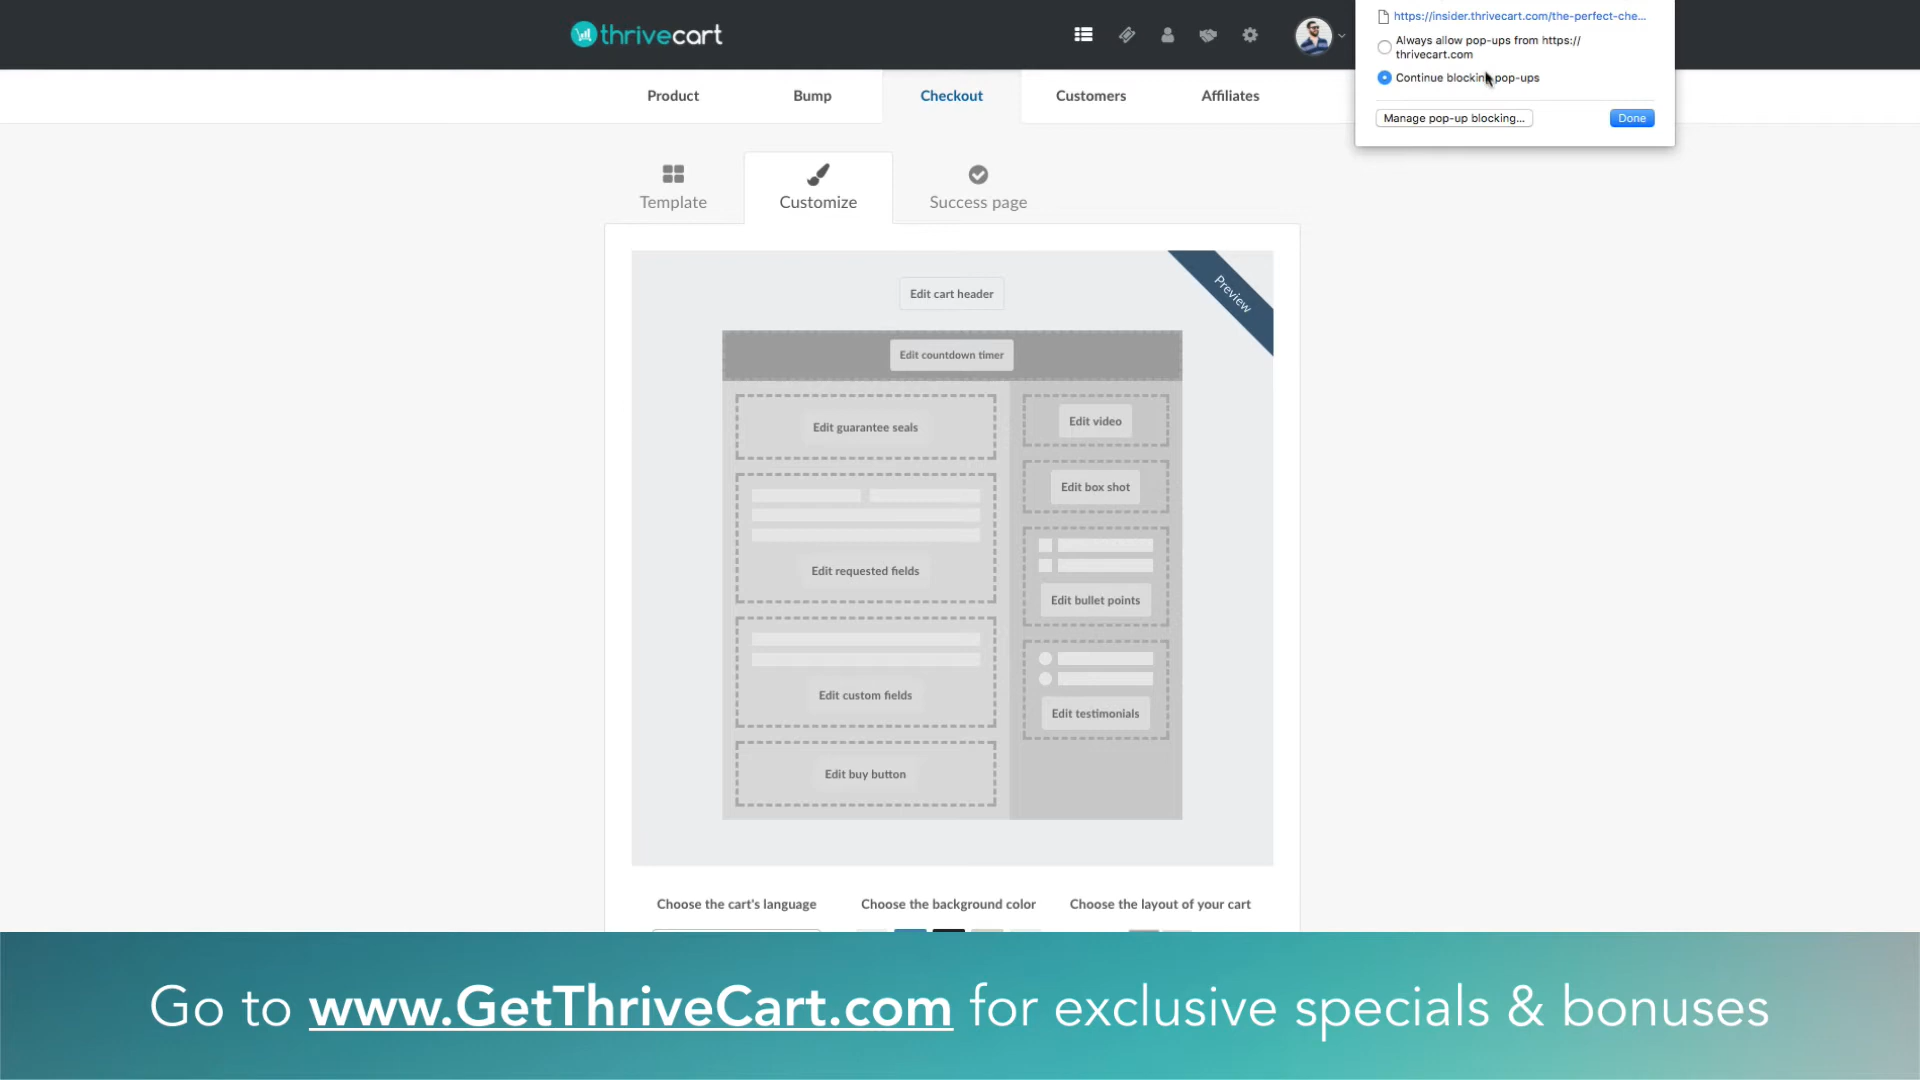 thrivecart
https://insider.thrivecart.com/the-perfect-che...
Always allow pop-ups from https://
thrivecart.com
Continue blocking pop-ups
Manage pop-up blocking...
Done
Product
Bump
Checkout
Customers
Affiliates
Template
Customize
Success page
Preview
Edit cart header
Edit countdown timer
Edit guarantee seals
Edit video
Edit box shot
Edit requested fields
Edit bullet points
Edit custom fields
Edit testimonials
Edit buy button
Choose the cart's language
Choose the background color
Choose the layout of your cart
Go to www.GetThriveCart.com for exclusive specials & bonuses